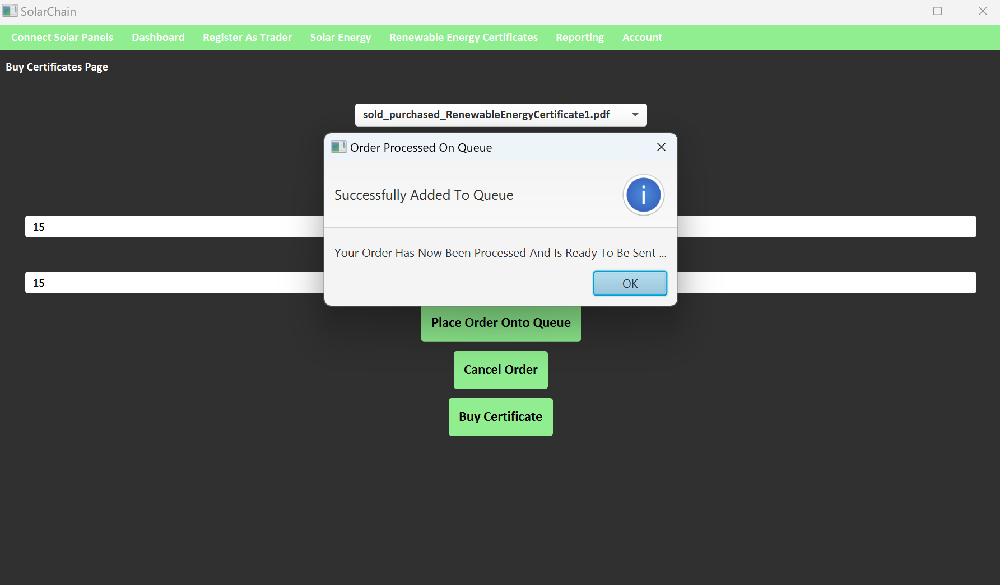 SolarChain
Connect Solar Panels Dashboard Register As Trader Solar Energy Renewable Energy Certificates Reporting Account
Buy Certificates Page
sold_purchased_RenewableEnergyCertificate1.pdf
Order Processed On Queue
Successfully Added To Queue
15
Your Order Has Now Been Processed And Is Ready To Be Sent ...
15
OK
Place Order Onto Queue
Cancel Order
Buy Certificate